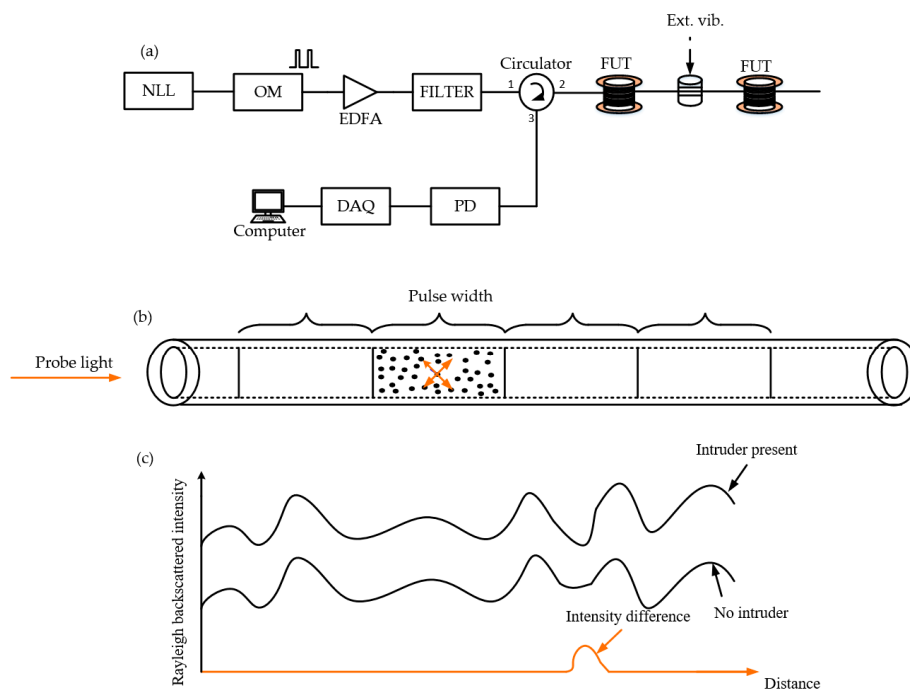 (a)
Ext. vib.
Circulator
FUT
FUT
NLL
OM
EDFA
FILTER
1
2
3
Computer
DAQ
PD
Pulse width
(b)
Probe light
(c)
Rayleigh backscattered intensity
Intruder present
No intruder
Intensity difference
Distance